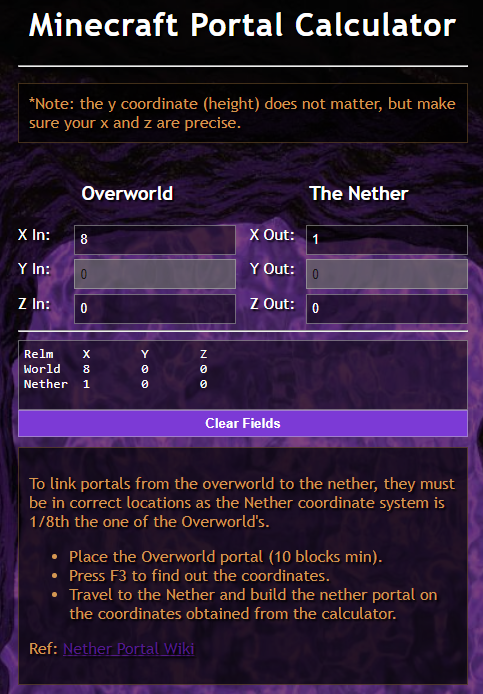 Minecraft Portal Calculator
*Note: the y coordinate (height) does not matter, but make
sure your x and z are precise.
Overworld The Nether
X In: 8 X Out: 1
Y In: 0 Y Out: 0
Z In: 0 Z Out: 0
Relm X Y Z
World 8 0 0
Nether 1 0 0
Clear Fields
To link portals from the overworld to the nether, they must
be in correct locations as the Nether coordinate system is
1/8th the one of the Overworld's.
• Place the Overworld portal (10 blocks min).
• Press F3 to find out the coordinates.
• Travel to the Nether and build the nether portal on
the coordinates obtained from the calculator.
Ref: Nether Portal Wiki